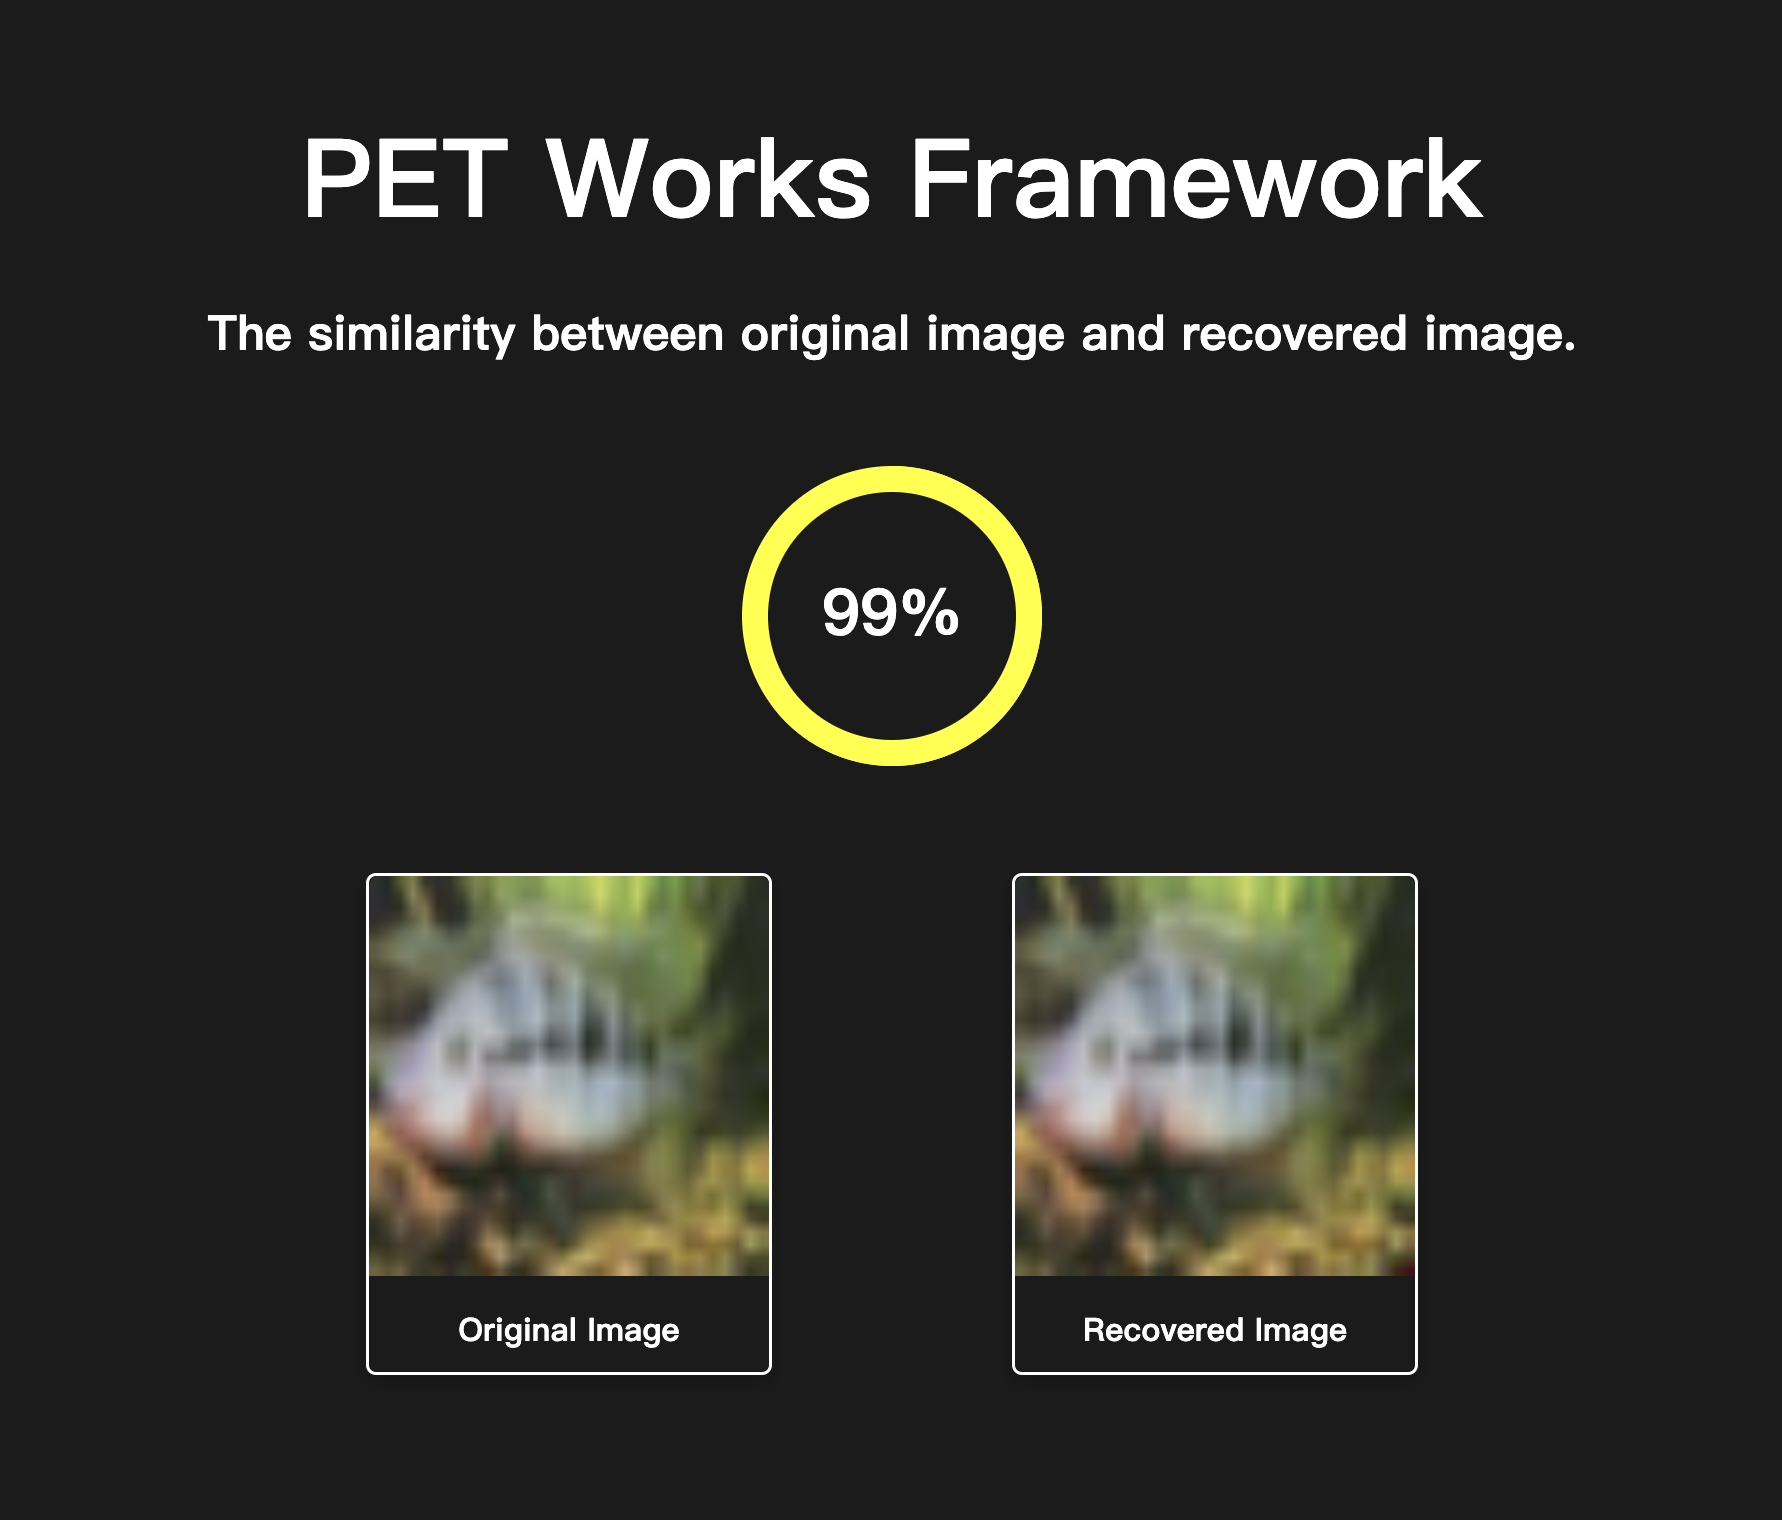 PET Works Framework
The similarity between original image and recovered image.
99%
Original Image
Recovered Image